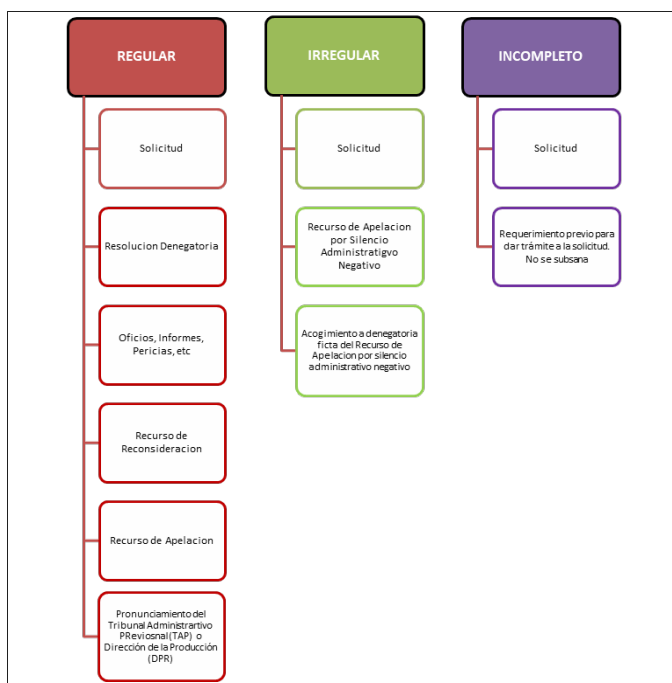 REGULAR
Solicitud
Resolucion Denegatoria
Oficios, Informes,
Pericias, etc
Recurso de
Reconsideracion
Recurso de Apelacion
Pronunciamiento del
Tribunal Administrartivo
PReviosnal (TAP) o
Dirección de la Producción
(DPR)
IRREGULAR
Solicitud
Recurso de Apelacion
por Silencio
Administratigvo
Negativo
Acogimiento a denegatoria
ficta del Recurso de
Apelacion por silencio
administrativo negativo
INCOMPLETO
Solicitud
Requerimiento previo para
dar trámite a la solicitud.
No se subsana